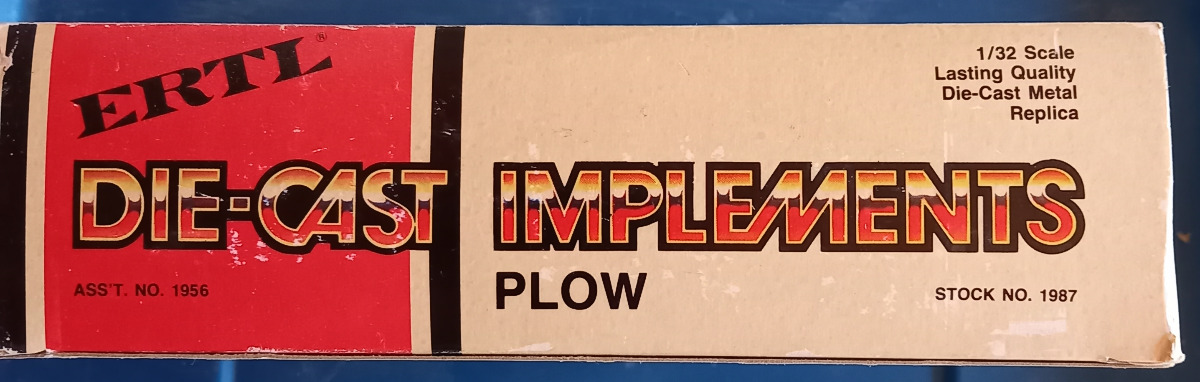 ERTL®
1/32 Scale
Lasting Quality
Die-Cast Metal
Replica
DIE-CAST IMPLEMENTS
PLOW
ASS'T. NO. 1956
STOCK NO. 1987